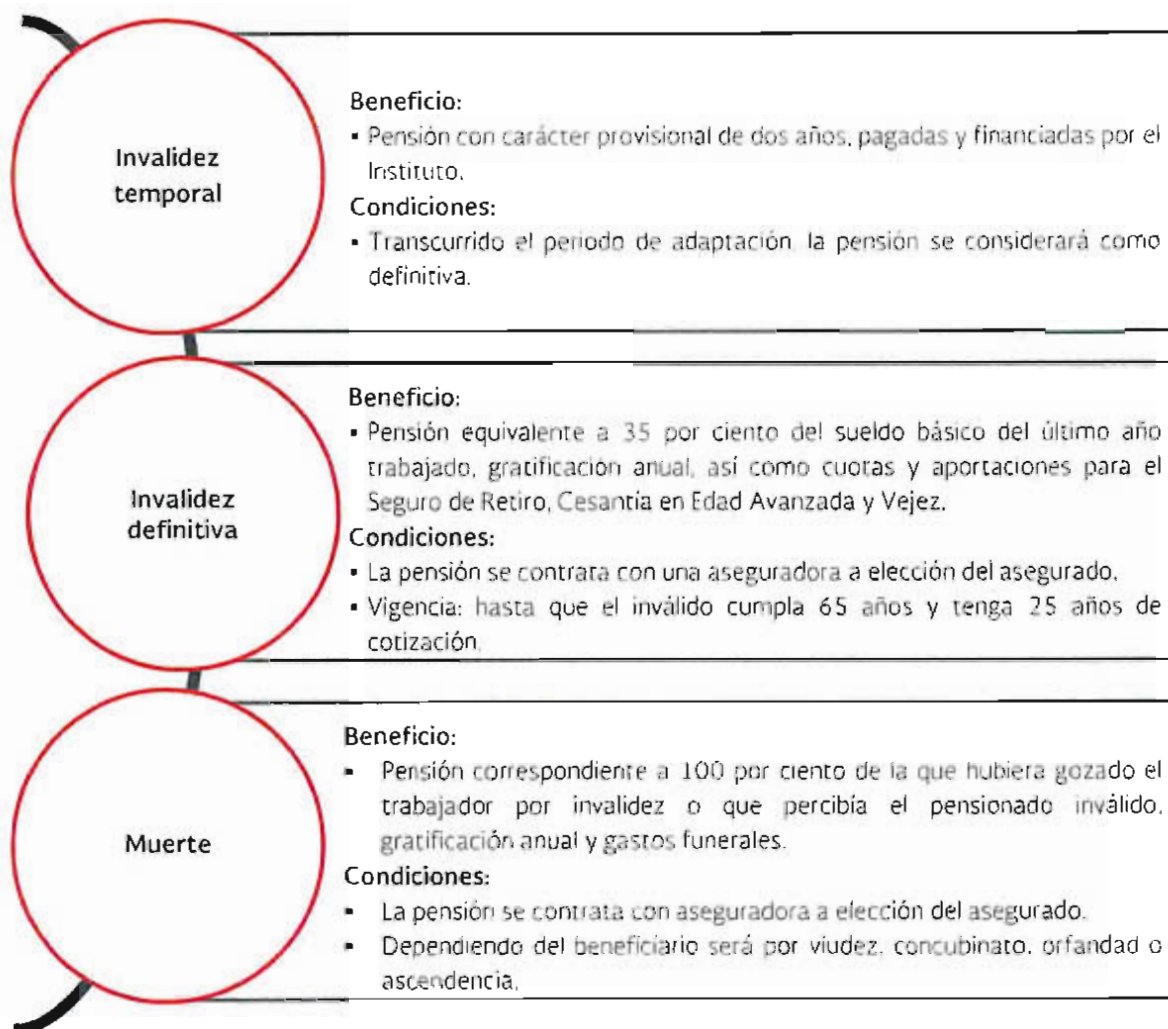 Invalidez
temporal
Beneficio:
▪ Pensión con carácter provisional de dos años, pagadas y financiadas por el
Instituto.
Condiciones:
▪ Transcurrido el periodo de adaptación, la pensión se considerará como
definitiva.
Invalidez
definitiva
Beneficio:
▪ Pensión equivalente a 35 por ciento del sueldo básico del último año
trabajado, gratificación anual, así como cuotas y aportaciones para el
Seguro de Retiro, Cesantía en Edad Avanzada y Vejez.
Condiciones:
▪ La pensión se contrata con una aseguradora a elección del asegurado.
▪ Vigencia: hasta que el inválido cumpla 65 años y tenga 25 años de
cotización.
Muerte
Beneficio:
▪ Pensión correspondiente a 100 por ciento de la que hubiera gozado el
trabajador por invalidez o que percibía el pensionado inválido,
gratificación anual y gastos funerales.
Condiciones:
▪ La pensión se contrata con aseguradora a elección del asegurado.
▪ Dependiendo del beneficiario será por viudez, concubinato, orfandad o
ascendencia.